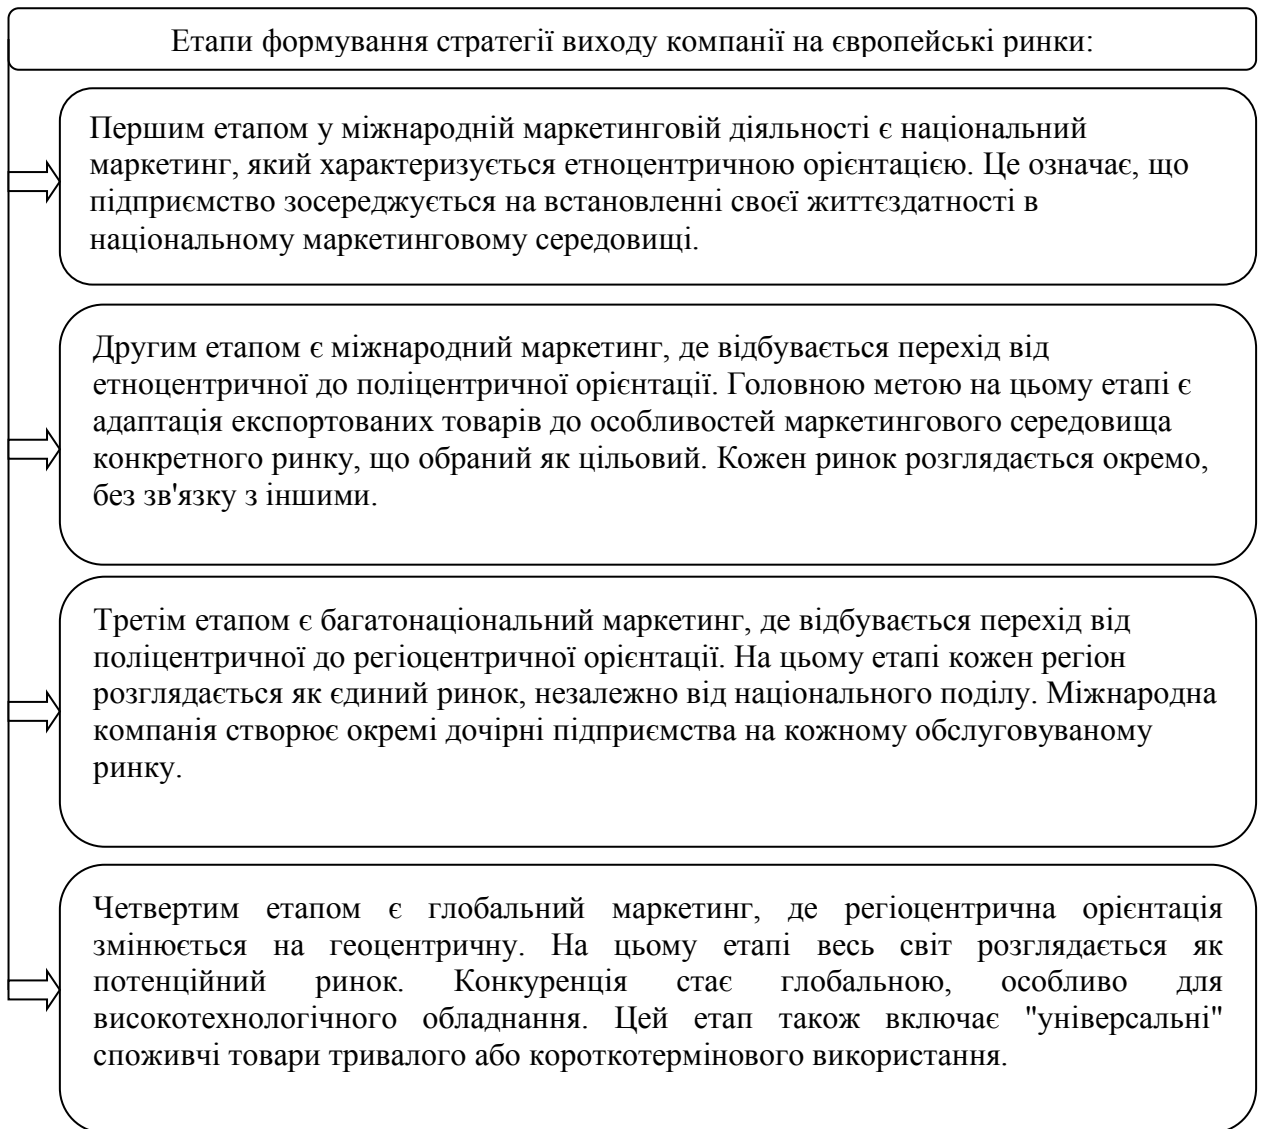 Етапи формування стратегії виходу компанії на європейські ринки:
Першим етапом у міжнародній маркетинговій діяльності є національний
маркетинг, який характеризується етноцентричною орієнтацією. Це означає, що
підприємство зосереджується на встановленні своєї життєздатності в
національному маркетинговому середовищі.
Другим етапом є міжнародний маркетинг, де відбувається перехід від
етноцентричної до поліцентричної орієнтації. Головною метою на цьому етапі є
адаптація експортованих товарів до особливостей маркетингового середовища
конкретного ринку, що обраний як цільовий. Кожен ринок розглядається окремо,
без зв'язку з іншими.
Третім етапом є багатонаціональний маркетинг, де відбувається перехід від
поліцентричної до регіоцентричної орієнтації. На цьому етапі кожен регіон
розглядається як єдиний ринок, незалежно від національного поділу. Міжнародна
компанія створює окремі дочірні підприємства на кожному обслуговуваному
ринку.
Четвертим етапом є глобальний маркетинг, де регіоцентрична орієнтація
змінюється на геоцентричну. На цьому етапі весь світ розглядається як
потенційний ринок. Конкуренція стає глобальною, особливо для
високотехнологічного обладнання. Цей етап також включає "універсальні"
споживчі товари тривалого або короткотермінового використання.